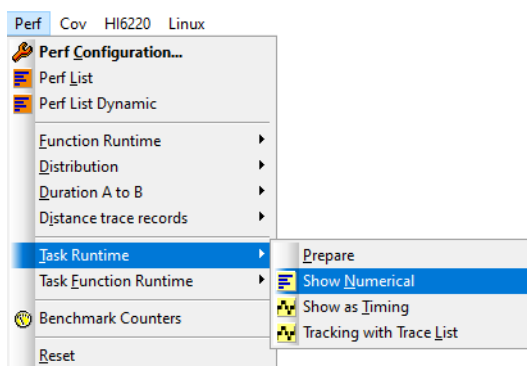 Perf Cov HI6220 Linux
Perf Configuration...
Perf List
Perf List Dynamic
Function Runtime
Distribution
Duration A to B
Distance trace records
Task Runtime
Prepare
Task Function Runtime
Show Numerical
Show as Timing
Benchmark Counters
Tracking with Trace List
Reset